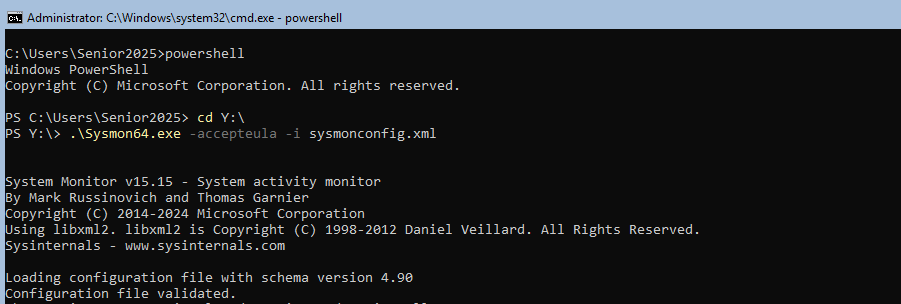 Administrator: C:\Windows\system32\cmd.exe - powershell
C:\Users\Senior2025>powershell
Windows PowerShell
Copyright (C) Microsoft Corporation. All rights reserved.
PS C:\Users\Senior2025> cd Y:\
PS Y:\> .\Sysmon64.exe -accepteula -i sysmonconfig.xml
System Monitor v15.15 - System activity monitor
By Mark Russinovich and Thomas Garnier
Copyright (C) 2014-2024 Microsoft Corporation
Using libxml2. libxml2 is Copyright (C) 1998-2012 Daniel Veillard. All Rights Reserved.
Sysinternals - www.sysinternals.com
Loading configuration file with schema version 4.90
Configuration file validated.